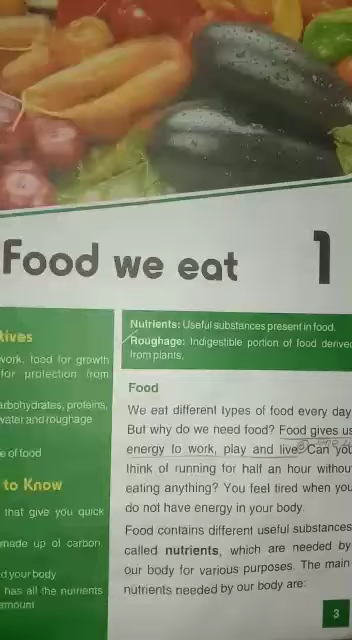 Food we eat
1
tives
work, food for growth
for protection from
arbohydrates, proteins,
water and roughage
e of food
to Know
that give you quick
made up of carbon,
d your body
has all the nutrients
amount
Nutrients: Useful substances present in food.
Roughage: Indigestible portion of food derived
from plants.
Food
We eat different types of food every day
But why do we need food? Food gives us
energy to work, play and live. Can you
think of running for half an hour withou
eating anything? You feel tired when you
do not have energy in your body.
Food contains different useful substances
called nutrients, which are needed by
our body for various purposes. The main
nutrients needed by our body are:
3